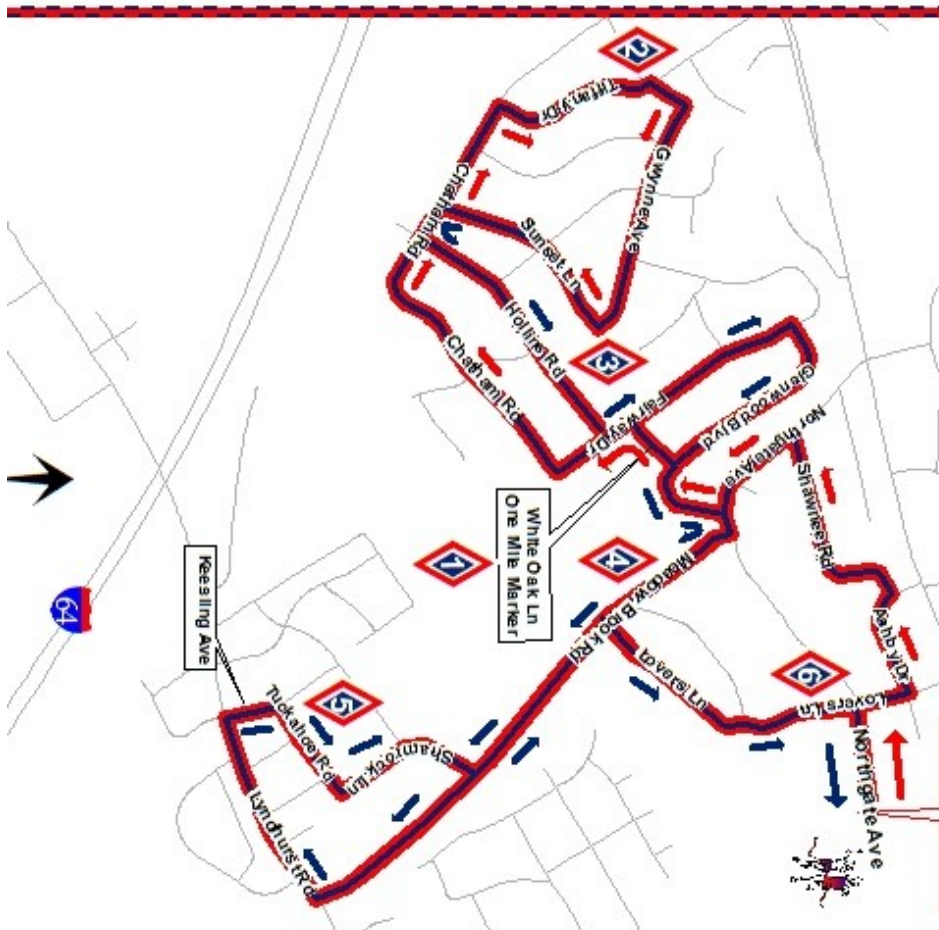 2
Tiffany Dr
Gwynne Ave
Chatham Rd
Sunset Ln
Hollins Rd
Chatham Rd
3
Fairway Dr
Glenwood Blvd
Northgate Ave
Shawnee Rd
White Oak Ln
One Mile Marker
1
4
Meadow Brook Rd
Lovers Ln
Ashby Dr
6
Lovers Ln
Northgate Ave
64
Keesling Ave
5
Tuckahoe Rd
Shamrock Ln
Lyndhurst Rd